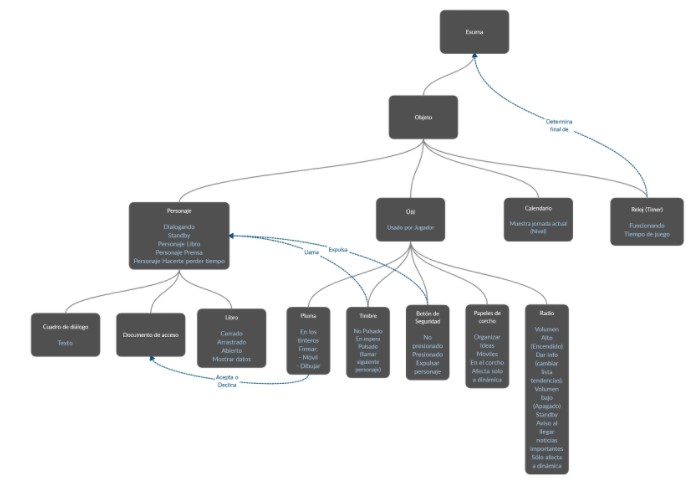 Escena
Objeto
Determina
final de
Personaje
Dialogando
Standby
Personaje Libro
Personaje Prensa
Personaje Hacerte perder tiempo
Útil
Usado por Jugador
Calendario
Muestra jornada actual
(Nivel)
Reloj (Timer)
Funcionando
Tiempo de juego
Llama
Expulsa
Cuadro de diálogo
Texto
Documento de acceso
Libro
Cerrado
Arrastrado
Abierto
Mostrar datos
Acepta o
Declina
Pluma
En los
Firmar:
- Móvil
- Dibujar
Timbre
No Pulsado
En espera
Pulsado
(llamar
siguiente
personaje)
Botón de
Seguridad
No
presionado
Presionado
Expulsar
personaje
Papeles de
corcho
Organizar
Ideas
Móviles
En el corcho
Afecta solo
a dinámica
Radio
Volumen
Alto
(Encendido)
Dar info
(cambiar
lista
tendencias).
Volumen
bajo
(Apagado)
Standby
Aviso al
llegar
noticias
importantes
Sólo afecta
a dinámica